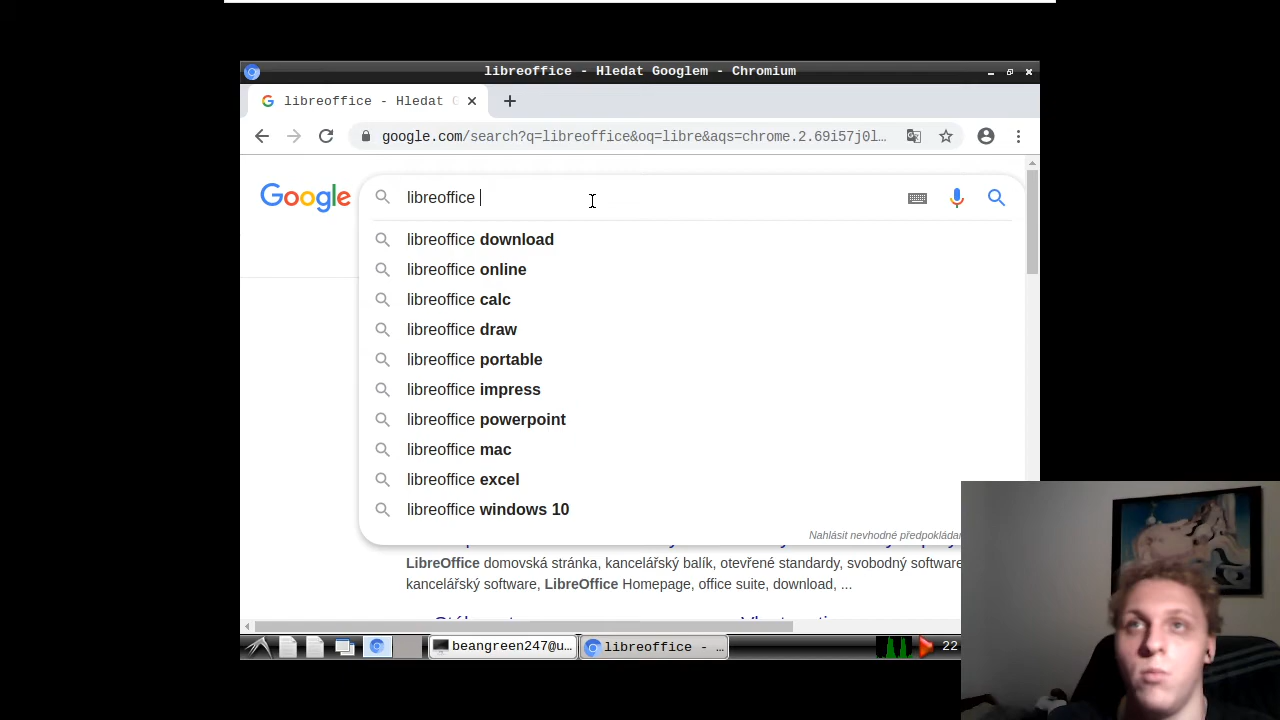 libreoffice - Hledat Googlem - Chromium
libreoffice - Hledat G
google.com/search?q=libreoffice&oq=libre&aqs=chrome.2.69i57j0l…
Google
libreoffice
libreoffice download
libreoffice online
libreoffice calc
libreoffice draw
libreoffice portable
libreoffice impress
libreoffice powerpoint
libreoffice mac
libreoffice excel
libreoffice windows 10
Nahlásit nevhodné
LibreOffice domovská stránka, kancelářský balík, otevřené standardy, svobodný software
kancelářský software, LibreOffice Homepage, office suite, download, ...
beangreen247@u...
libreoffice - ...
22